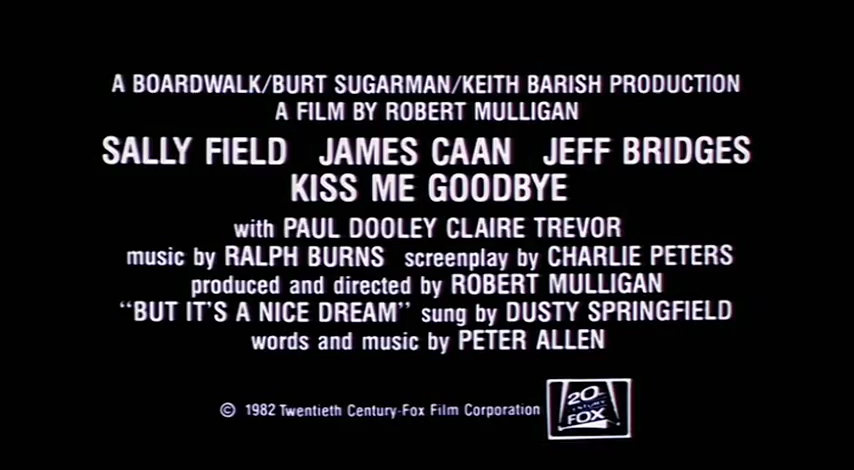 A BOARDWALK/BURT SUGARMAN/KEITH BARISH PRODUCTION
A FILM BY ROBERT MULLIGAN
SALLY FIELD JAMES CAAN JEFF BRIDGES
KISS ME GOODBYE
with PAUL DOOLEY CLAIRE TREVOR
music by RALPH BURNS screenplay by CHARLIE PETERS
produced and directed by ROBERT MULLIGAN
“BUT IT'S A NICE DREAM” sung by DUSTY SPRINGFIELD
words and music by PETER ALLEN
© 1982 Twentieth Century-Fox Film Corporation
20
CENTURY
FOX